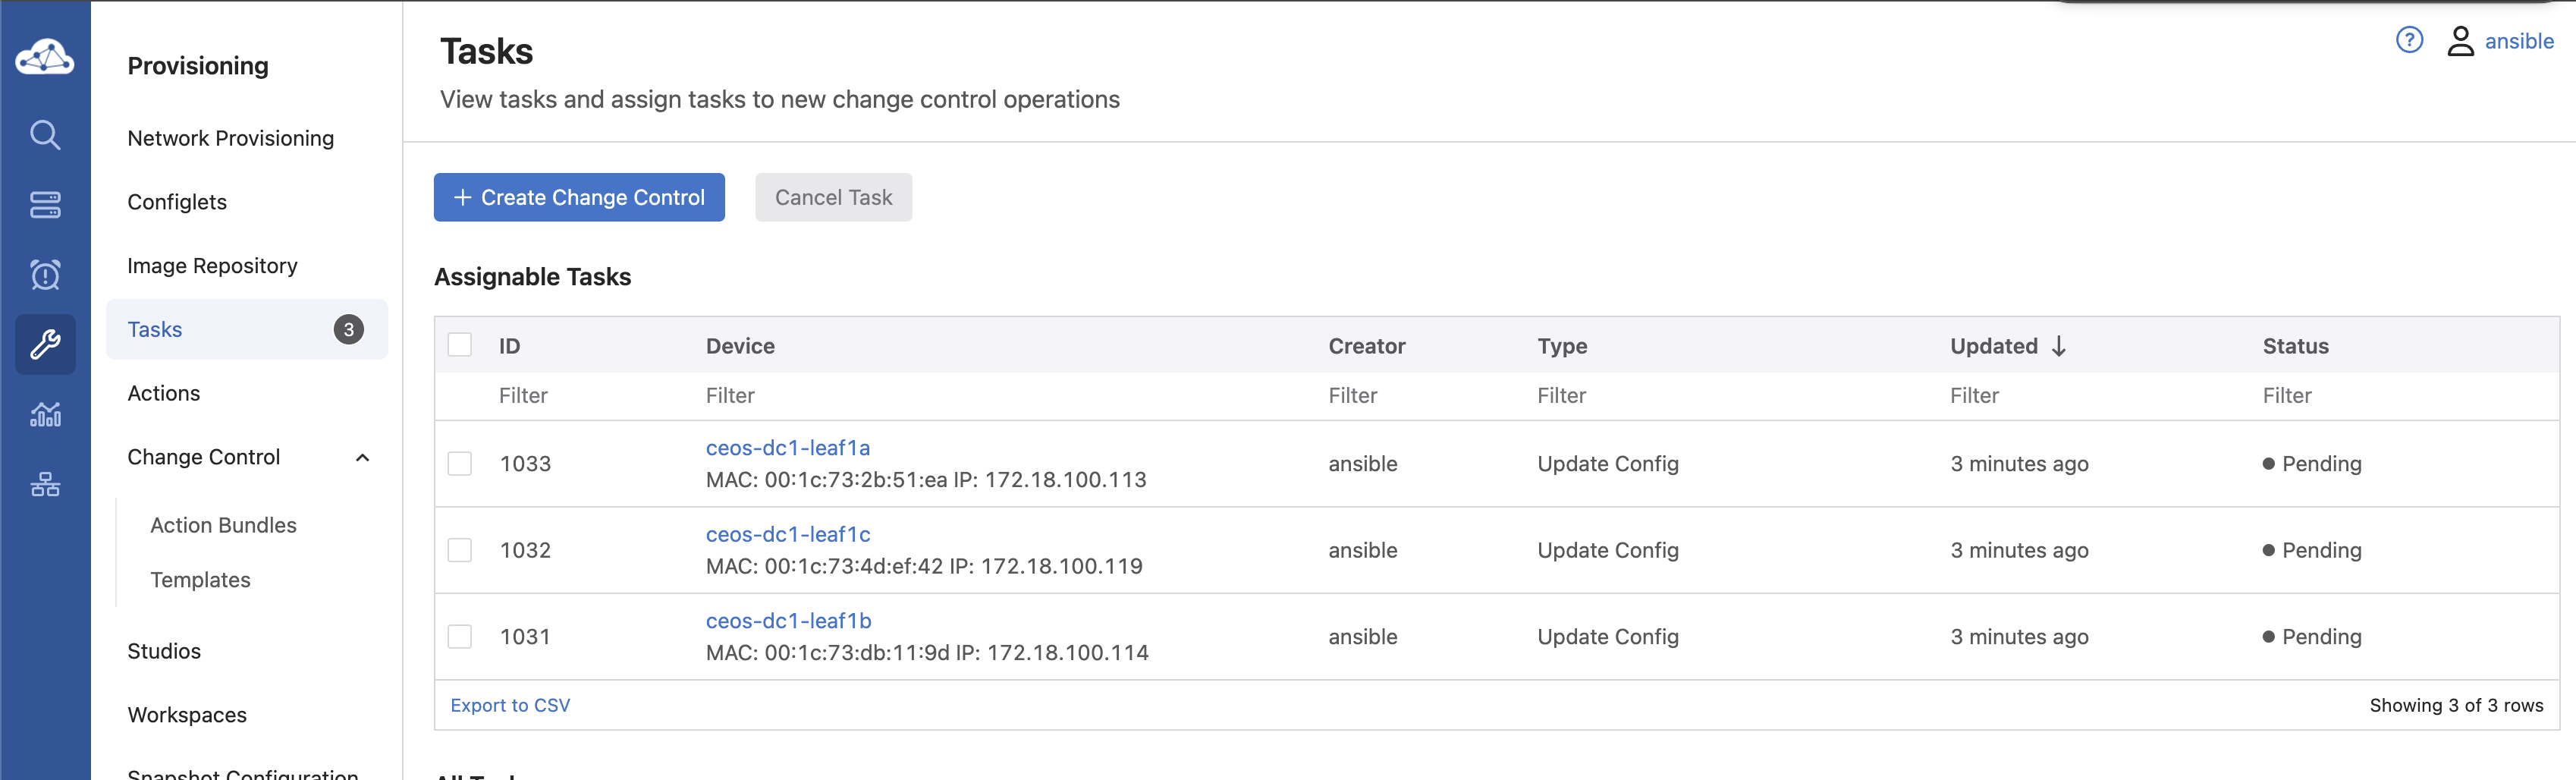 Provisioning
Network Provisioning
Configlets
Image Repository
Tasks 3
Actions
Change Control
Action Bundles
Templates
Studios
Workspaces
Snapshot Configuration
Tasks
View tasks and assign tasks to new change control operations
? ansible
+ Create Change Control Cancel Task
Assignable Tasks
ID Device Creator Type Updated ↓ Status
Filter Filter Filter Filter Filter Filter
ceos-dc1-leaf1a
1033 MAC: 00:1c:73:2b:51:ea IP: 172.18.100.113 ansible Update Config 3 minutes ago Pending
ceos-dc1-leaf1c
1032 MAC: 00:1c:73:4d:ef:42 IP: 172.18.100.119 ansible Update Config 3 minutes ago Pending
ceos-dc1-leaf1b
1031 MAC: 00:1c:73:db:11:9d IP: 172.18.100.114 ansible Update Config 3 minutes ago Pending
Export to CSV Showing 3 of 3 rows